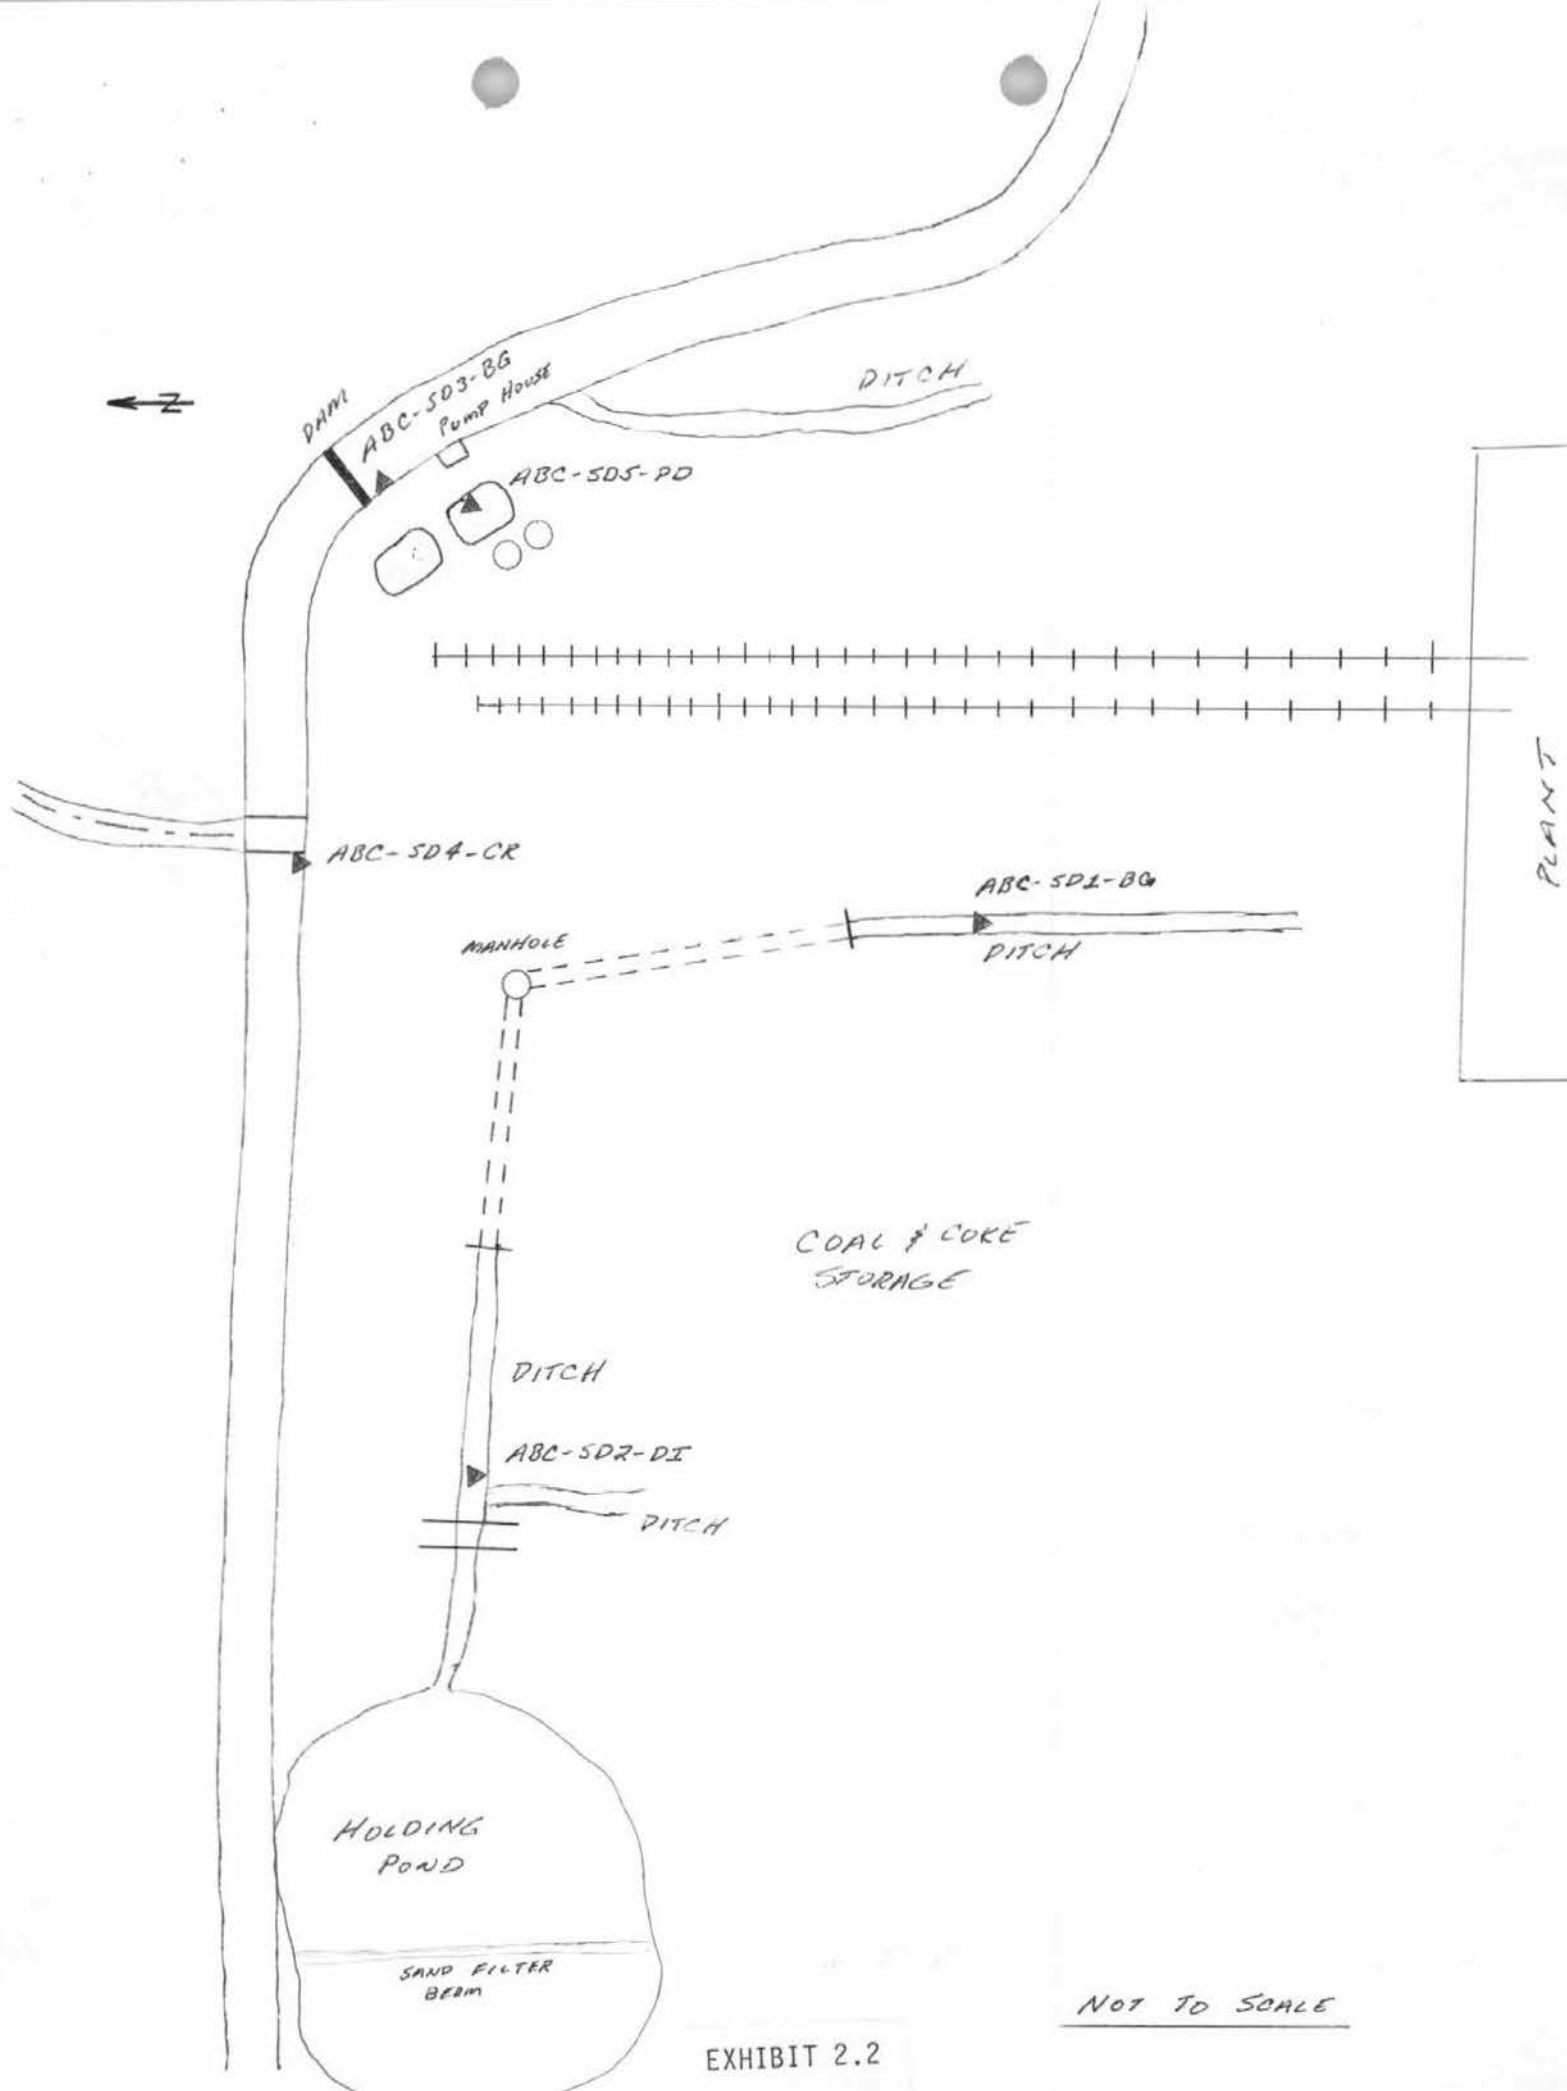 DITCH
DAM
ABC-SD3-BG
PUMP HOUSE
N
ABC-SD5-PD
PLANT
ABC-SD4-CR
ABC-SD1-BG
MANHOLE
DITCH
COAL & COKE
STORAGE
DITCH
ABC-SD2-DI
DITCH
HOLDING
POND
SAND FILTER
BERM
NOT TO SCALE
EXHIBIT 2.2